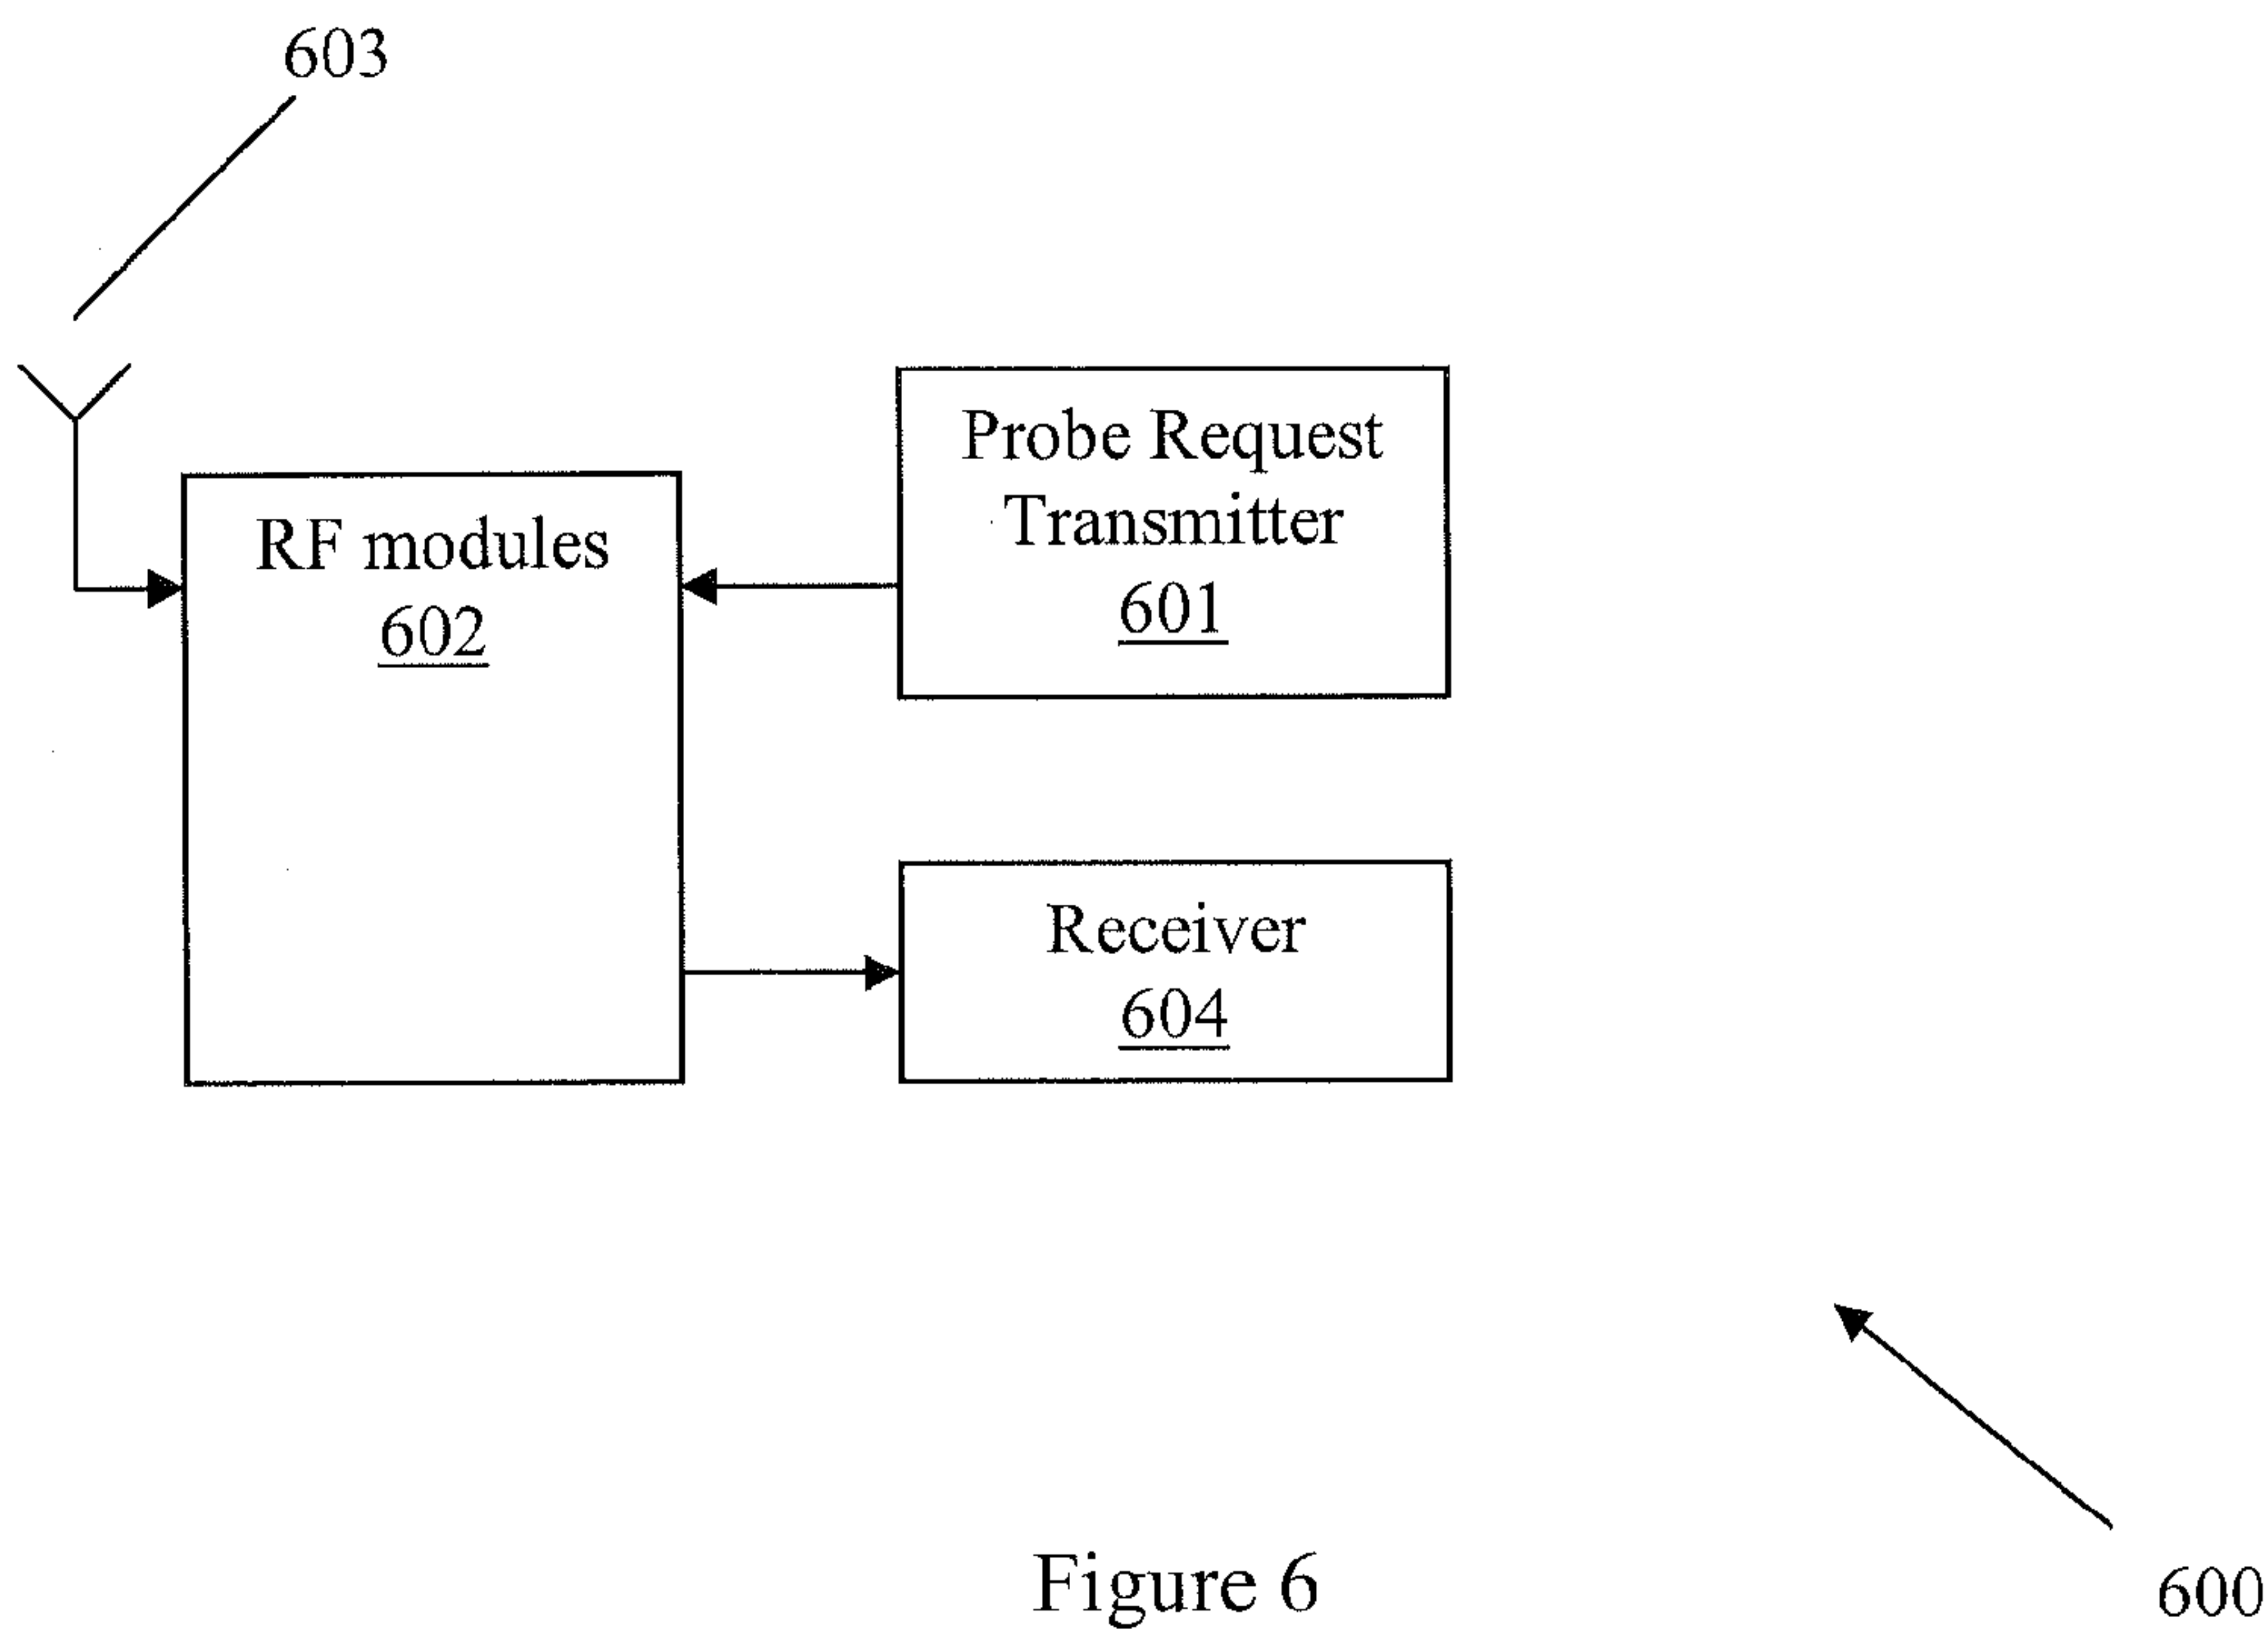 603
RF modules
602
Probe Request
Transmitter
601
Receiver
604
Figure 6
600